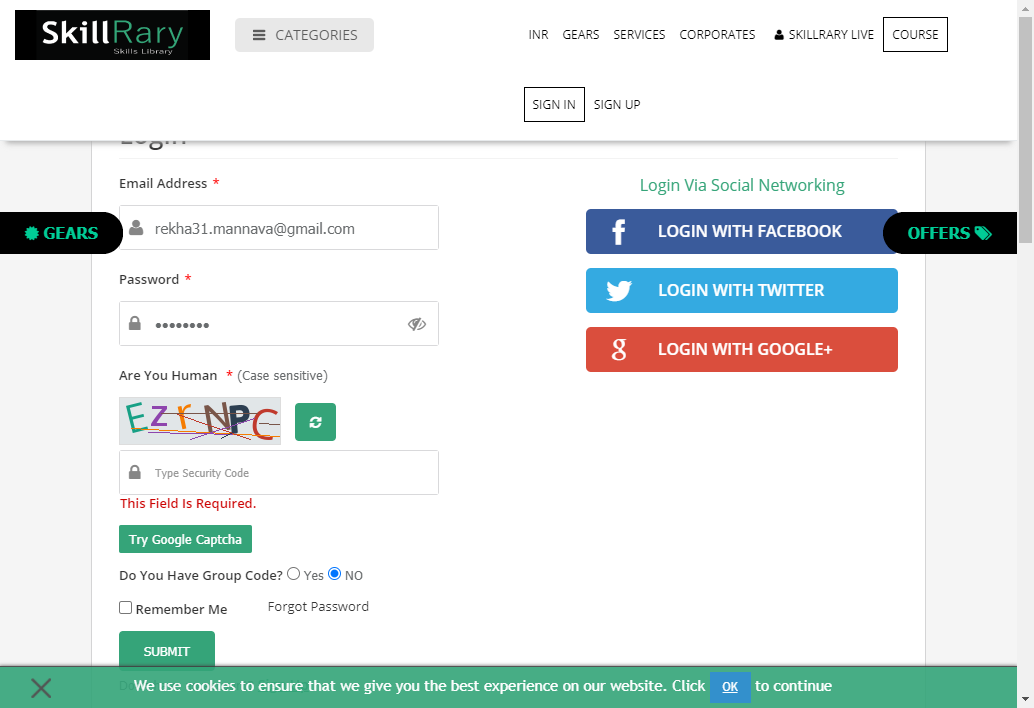 SkillRary
Skills Library
CATEGORIES
INR GEARS SERVICES CORPORATES SKILLRARY LIVE COURSE
SIGN IN SIGN UP
Login
Email Address *
Login Via Social Networking
rekha31.mannava@gmail.com
LOGIN WITH FACEBOOK
GEARS
OFFERS
Password *
LOGIN WITH TWITTER
••••••••
Are You Human * (Case sensitive)
LOGIN WITH GOOGLE+
EzrNPC
Type Security Code
This Field Is Required.
Try Google Captcha
Do You Have Group Code? Yes NO
Remember Me Forgot Password
SUBMIT
We use cookies to ensure that we give you the best experience on our website. Click OK to continue